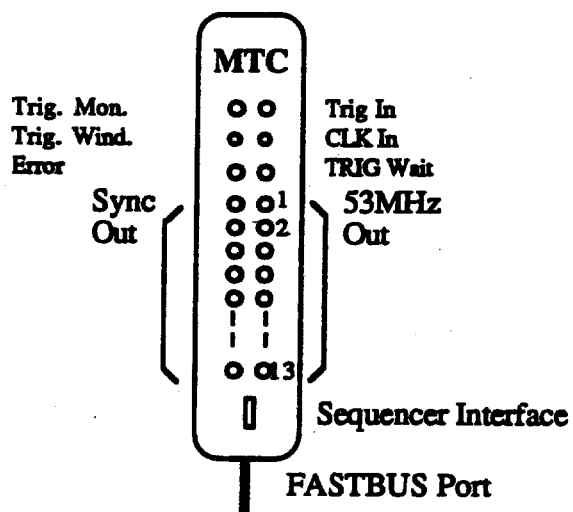 MTC
Trig. Mon.
Trig In
Trig. Wind.
CLK In
Error
TRIG Wait
Sync
Out
1
53MHz
Out
2
13
Sequencer Interface
FASTBUS Port